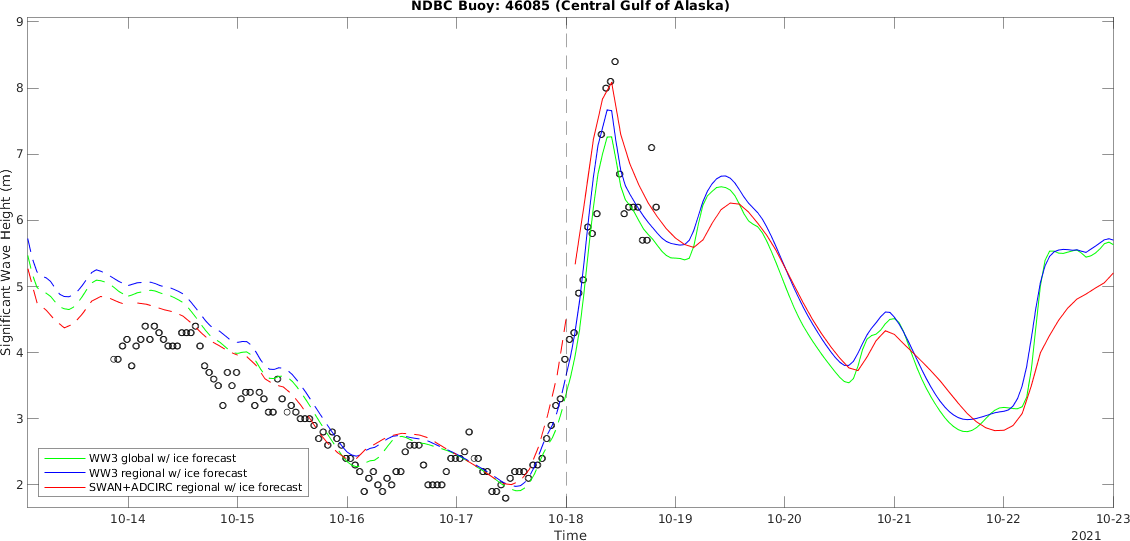 NDBC Buoy: 46085 (Central Gulf of Alaska)
9
8
7
6
5
4
3
2
Significant Wave Height (m)
WW3 global w/ ice forecast
WW3 regional w/ ice forecast
SWAN+ADCIRC regional w/ ice forecast
10-14 10-15 10-16 10-17 10-18 10-19 10-20 10-21 10-22 10-23
Time
2021